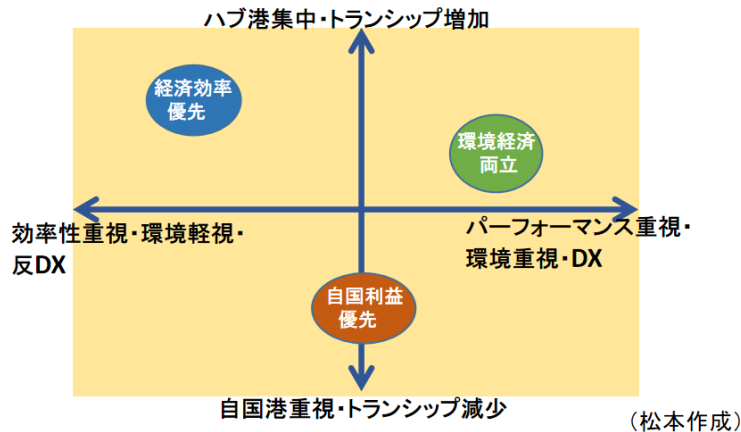 ハブ港集中・トランシップ増加
経済効率
優先
環境経済
両立
効率性重視・環境軽視・
反DX
パーフォーマンス重視・
環境重視・DX
自国利益
優先
自国港重視・トランシップ減少
（松本作成）